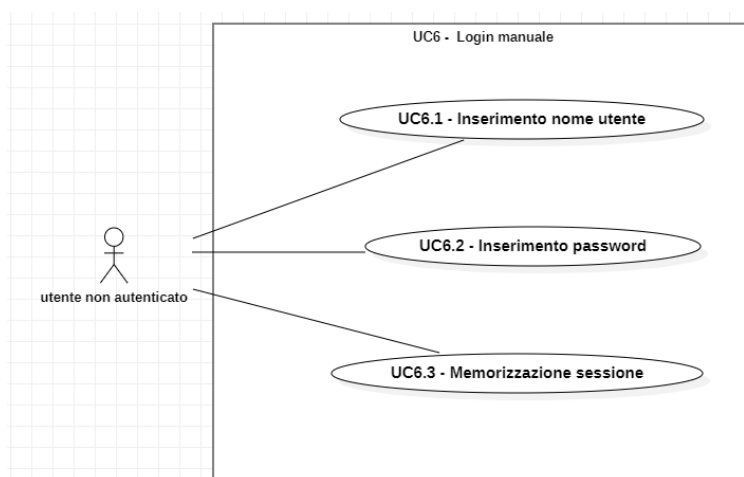 UC6 - Login manuale
UC6.1 - Inserimento nome utente
UC6.2 - Inserimento password
utente non autenticato
UC6.3 - Memorizzazione sessione